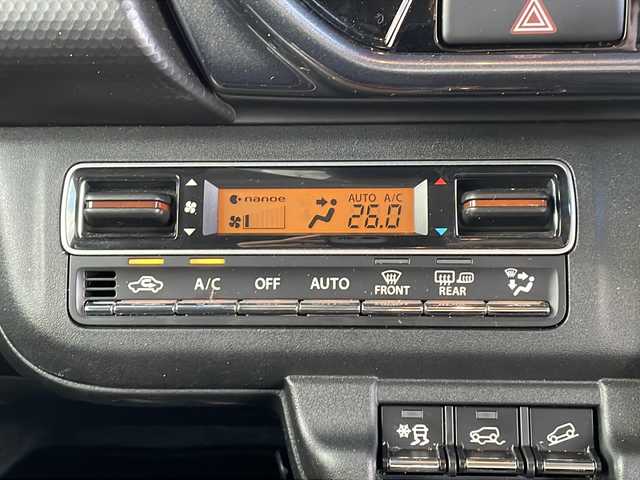 nanoe AUTO A/C
26.0
A/C OFF AUTO FRONT REAR